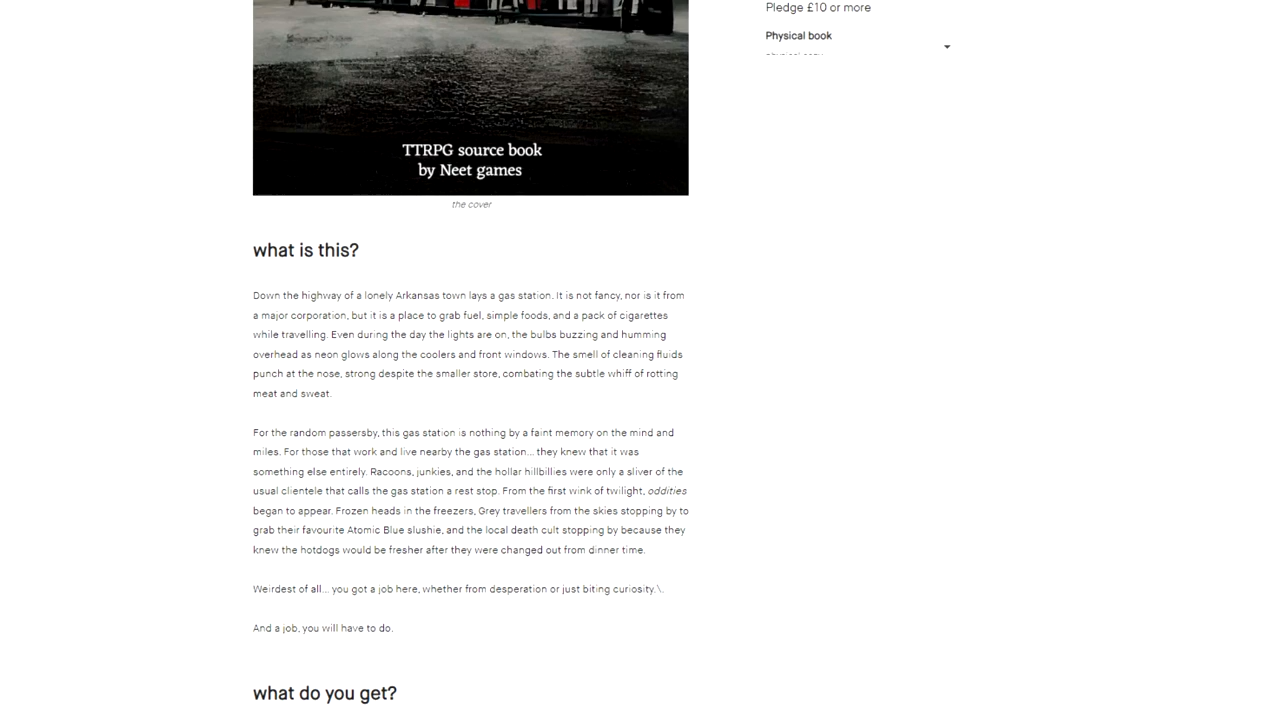 Pledge £10 or more
Physical book
TTRPG source book
by Neet games
the cover
what is this?
Down the highway of a lonely Arkansas town lays a gas station. It is not fancy, nor is it from
a major corporation, but it is a place to grab fuel, simple foods, and a pack of cigarettes
while travelling. Even during the day the lights are on, the bulbs buzzing and humming
overhead as neon glows along the coolers and front windows. The smell of cleaning fluids
punch at the nose, strong despite the smaller store, combating the subtle whiff of rotting
meat and sweat.
For the random passersby, this gas station is nothing by a faint memory on the mind and
miles. For those that work and live nearby the gas station... they knew that it was
something else entirely. Racoons, junkies, and the hollar hillbillies were only a sliver of the
usual clientele that calls the gas station a rest stop. From the first wink of twilight, oddities
began to appear. Frozen heads in the freezers, Grey travellers from the skies stopping by to
grab their favourite Atomic Blue slushie, and the local death cult stopping by because they
knew the hotdogs would be fresher after they were changed out from dinner time.
Weirdest of all... you got a job here, whether from desperation or just biting curiosity.\.
And a job, you will have to do.
what do you get?